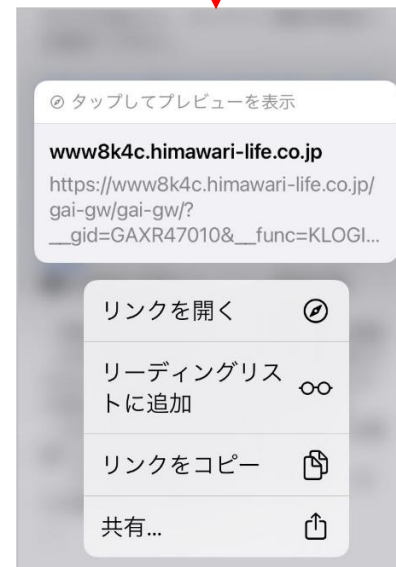 タップしてプレビューを表示
www8k4c.himawari-life.co.jp
https://www8k4c.himawari-life.co.jp/
gai-gw/gai-gw/?
__gid=GAXR47010&__func=KLOGI...
リンクを開く
リーディングリス
トに追加
リンクをコピー
共有...